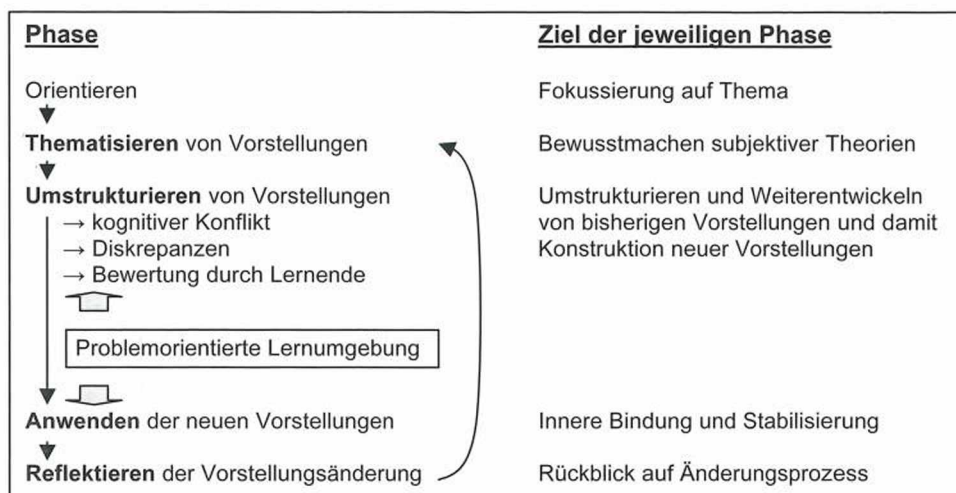 Phase Ziel der jeweiligen Phase
Orientieren Fokussierung auf Thema
Thematisieren von Vorstellungen Bewusstmachen subjektiver Theorien
Umstrukturieren von Vorstellungen Umstrukturieren und Weiterentwickeln
→ kognitiver Konflikt von bisherigen Vorstellungen und damit
→ Diskrepanzen Konstruktion neuer Vorstellungen
→ Bewertung durch Lernende
Problemorientierte Lernumgebung
Anwenden der neuen Vorstellungen Innere Bindung und Stabilisierung
Reflektieren der Vorstellungsänderung Rückblick auf Änderungsprozess